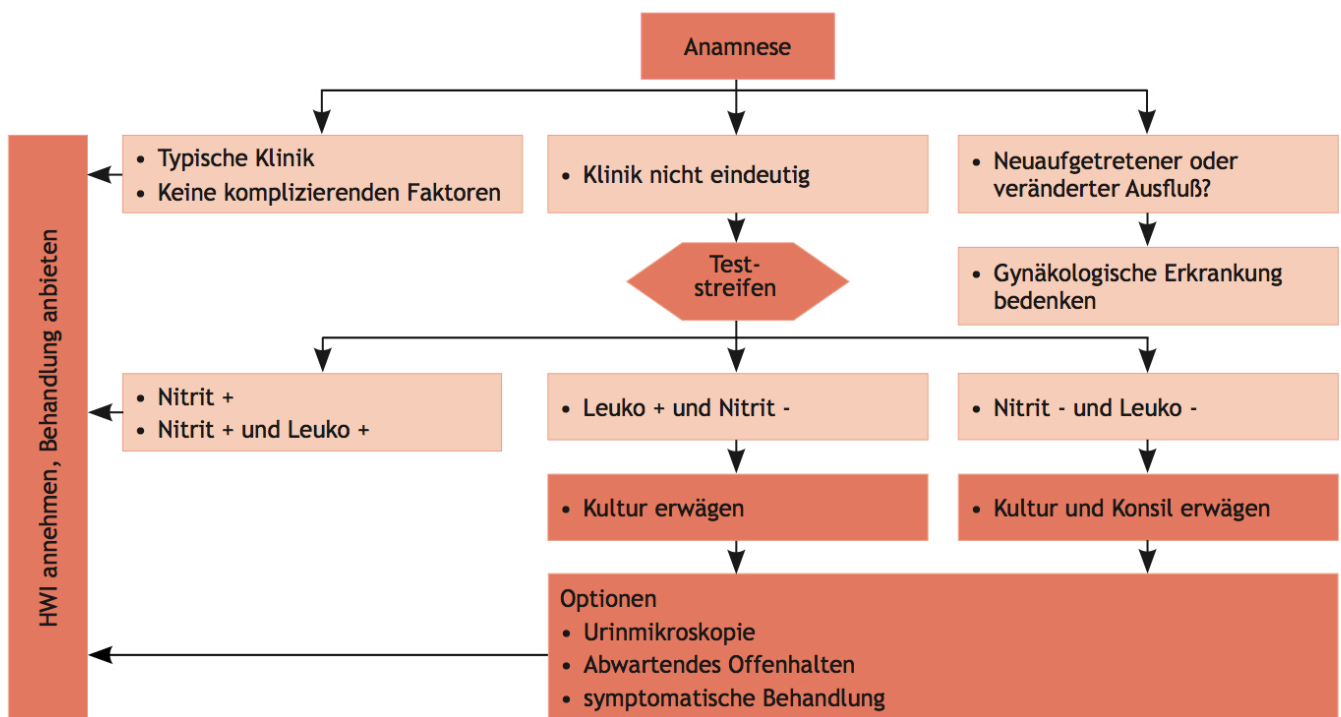 Anamnese
HWI annehmen, Behandlung anbieten
• Typische Klinik
• Keine komplizierenden Faktoren
• Klinik nicht eindeutig
• Neuaufgetretener oder
veränderter Ausfluß?
Test-
streifen
• Gynäkologische Erkrankung
bedenken
• Nitrit +
• Nitrit + und Leuko +
• Leuko + und Nitrit -
• Nitrit - und Leuko -
• Kultur erwägen
• Kultur und Konsil erwägen
Optionen
• Urinmikroskopie
• Abwartendes Offenhalten
• symptomatische Behandlung